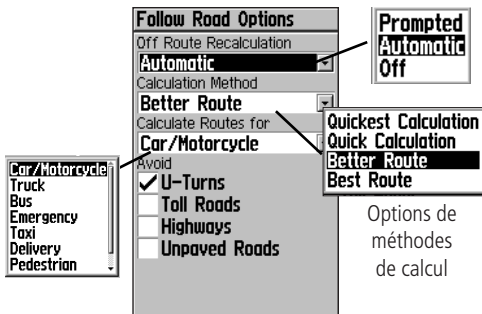 Follow Road Options
Off Route Recalculation
Automatic
Calculation Method
Better Route
Calculate Routes for
Car/Motorcycle
Avoid
U-Turns
Toll Roads
Highways
Unpaved Roads
Prompted
Automatic
Off
Quickest Calculation
Quick Calculation
Better Route
Best Route
Options de
méthodes
de calcul
Car/Motorcycle
Truck
Bus
Emergency
Taxi
Delivery
Pedestrian